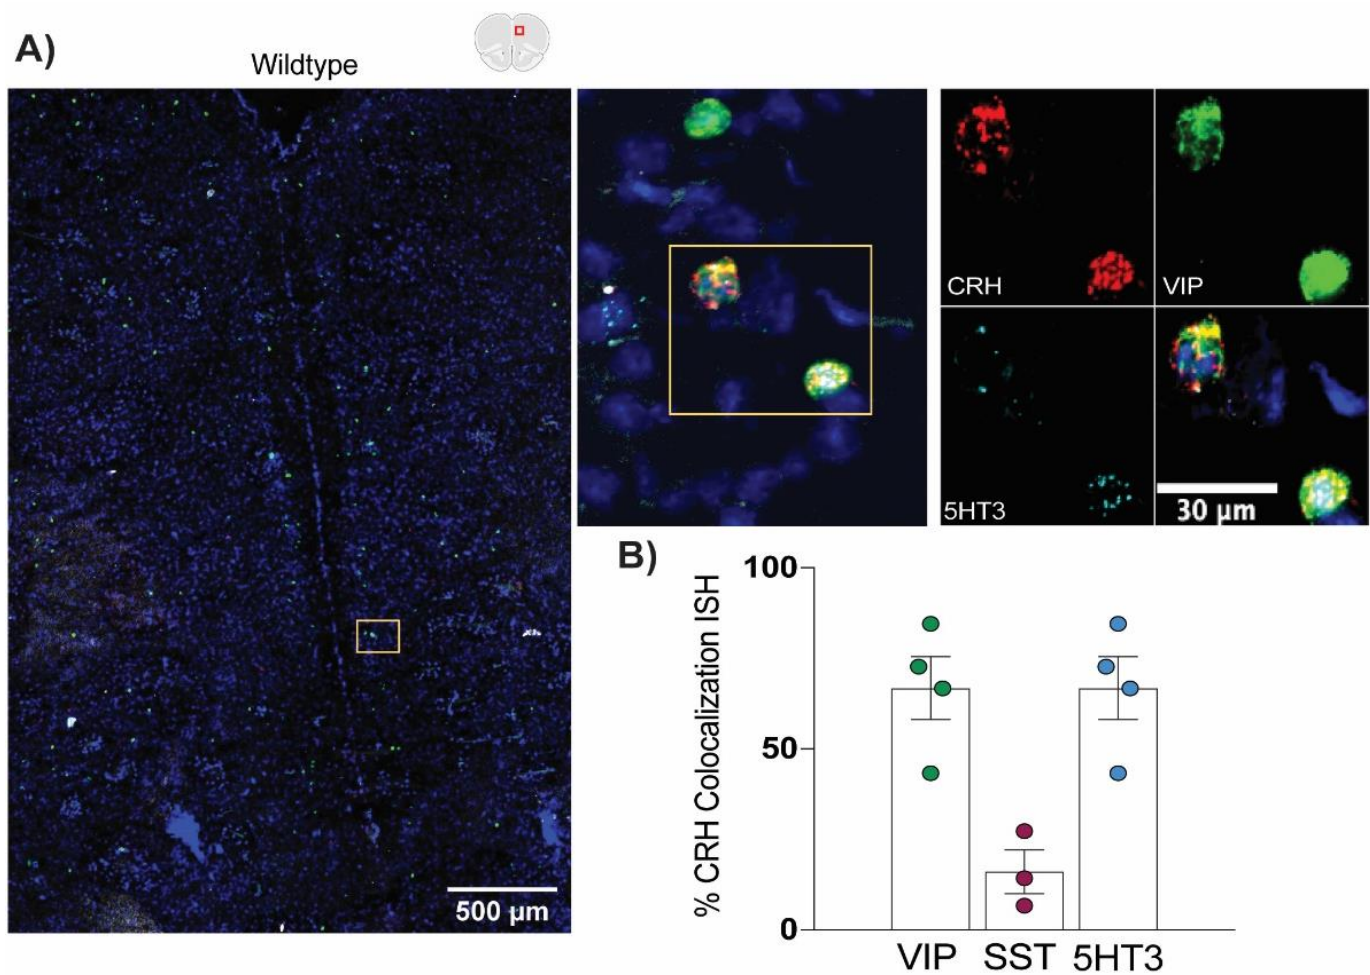 A)
Wildtype
CRH
VIP
5HT3
30 µm
500 µm
B)
% CRH Colocalization ISH
100
50
0
VIP
SST
5HT3